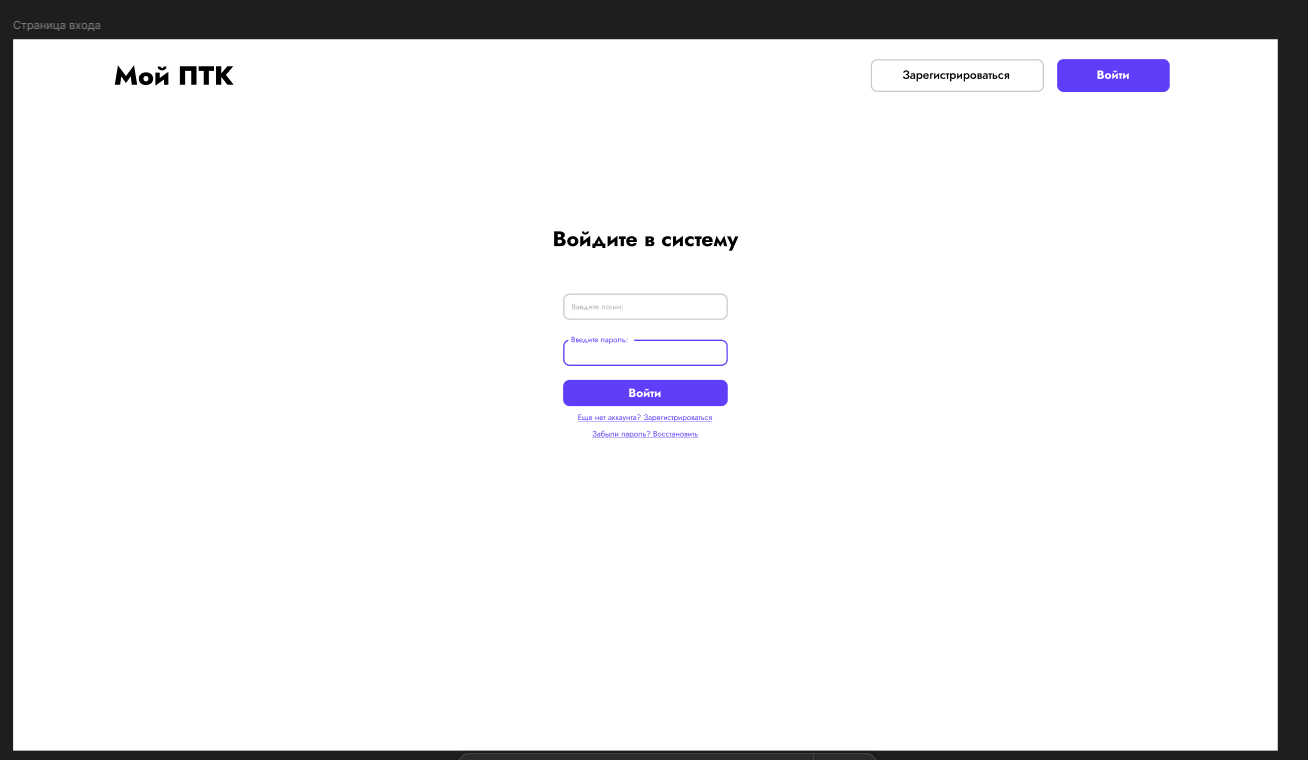 Страница входа
Мой ПТК
Зарегистрироваться
Войти
Войдите в систему
Введите логин:
Введите пароль:
Войти
Еще нет аккаунта? Зарегистрироваться
Забыли пароль? Восстановить